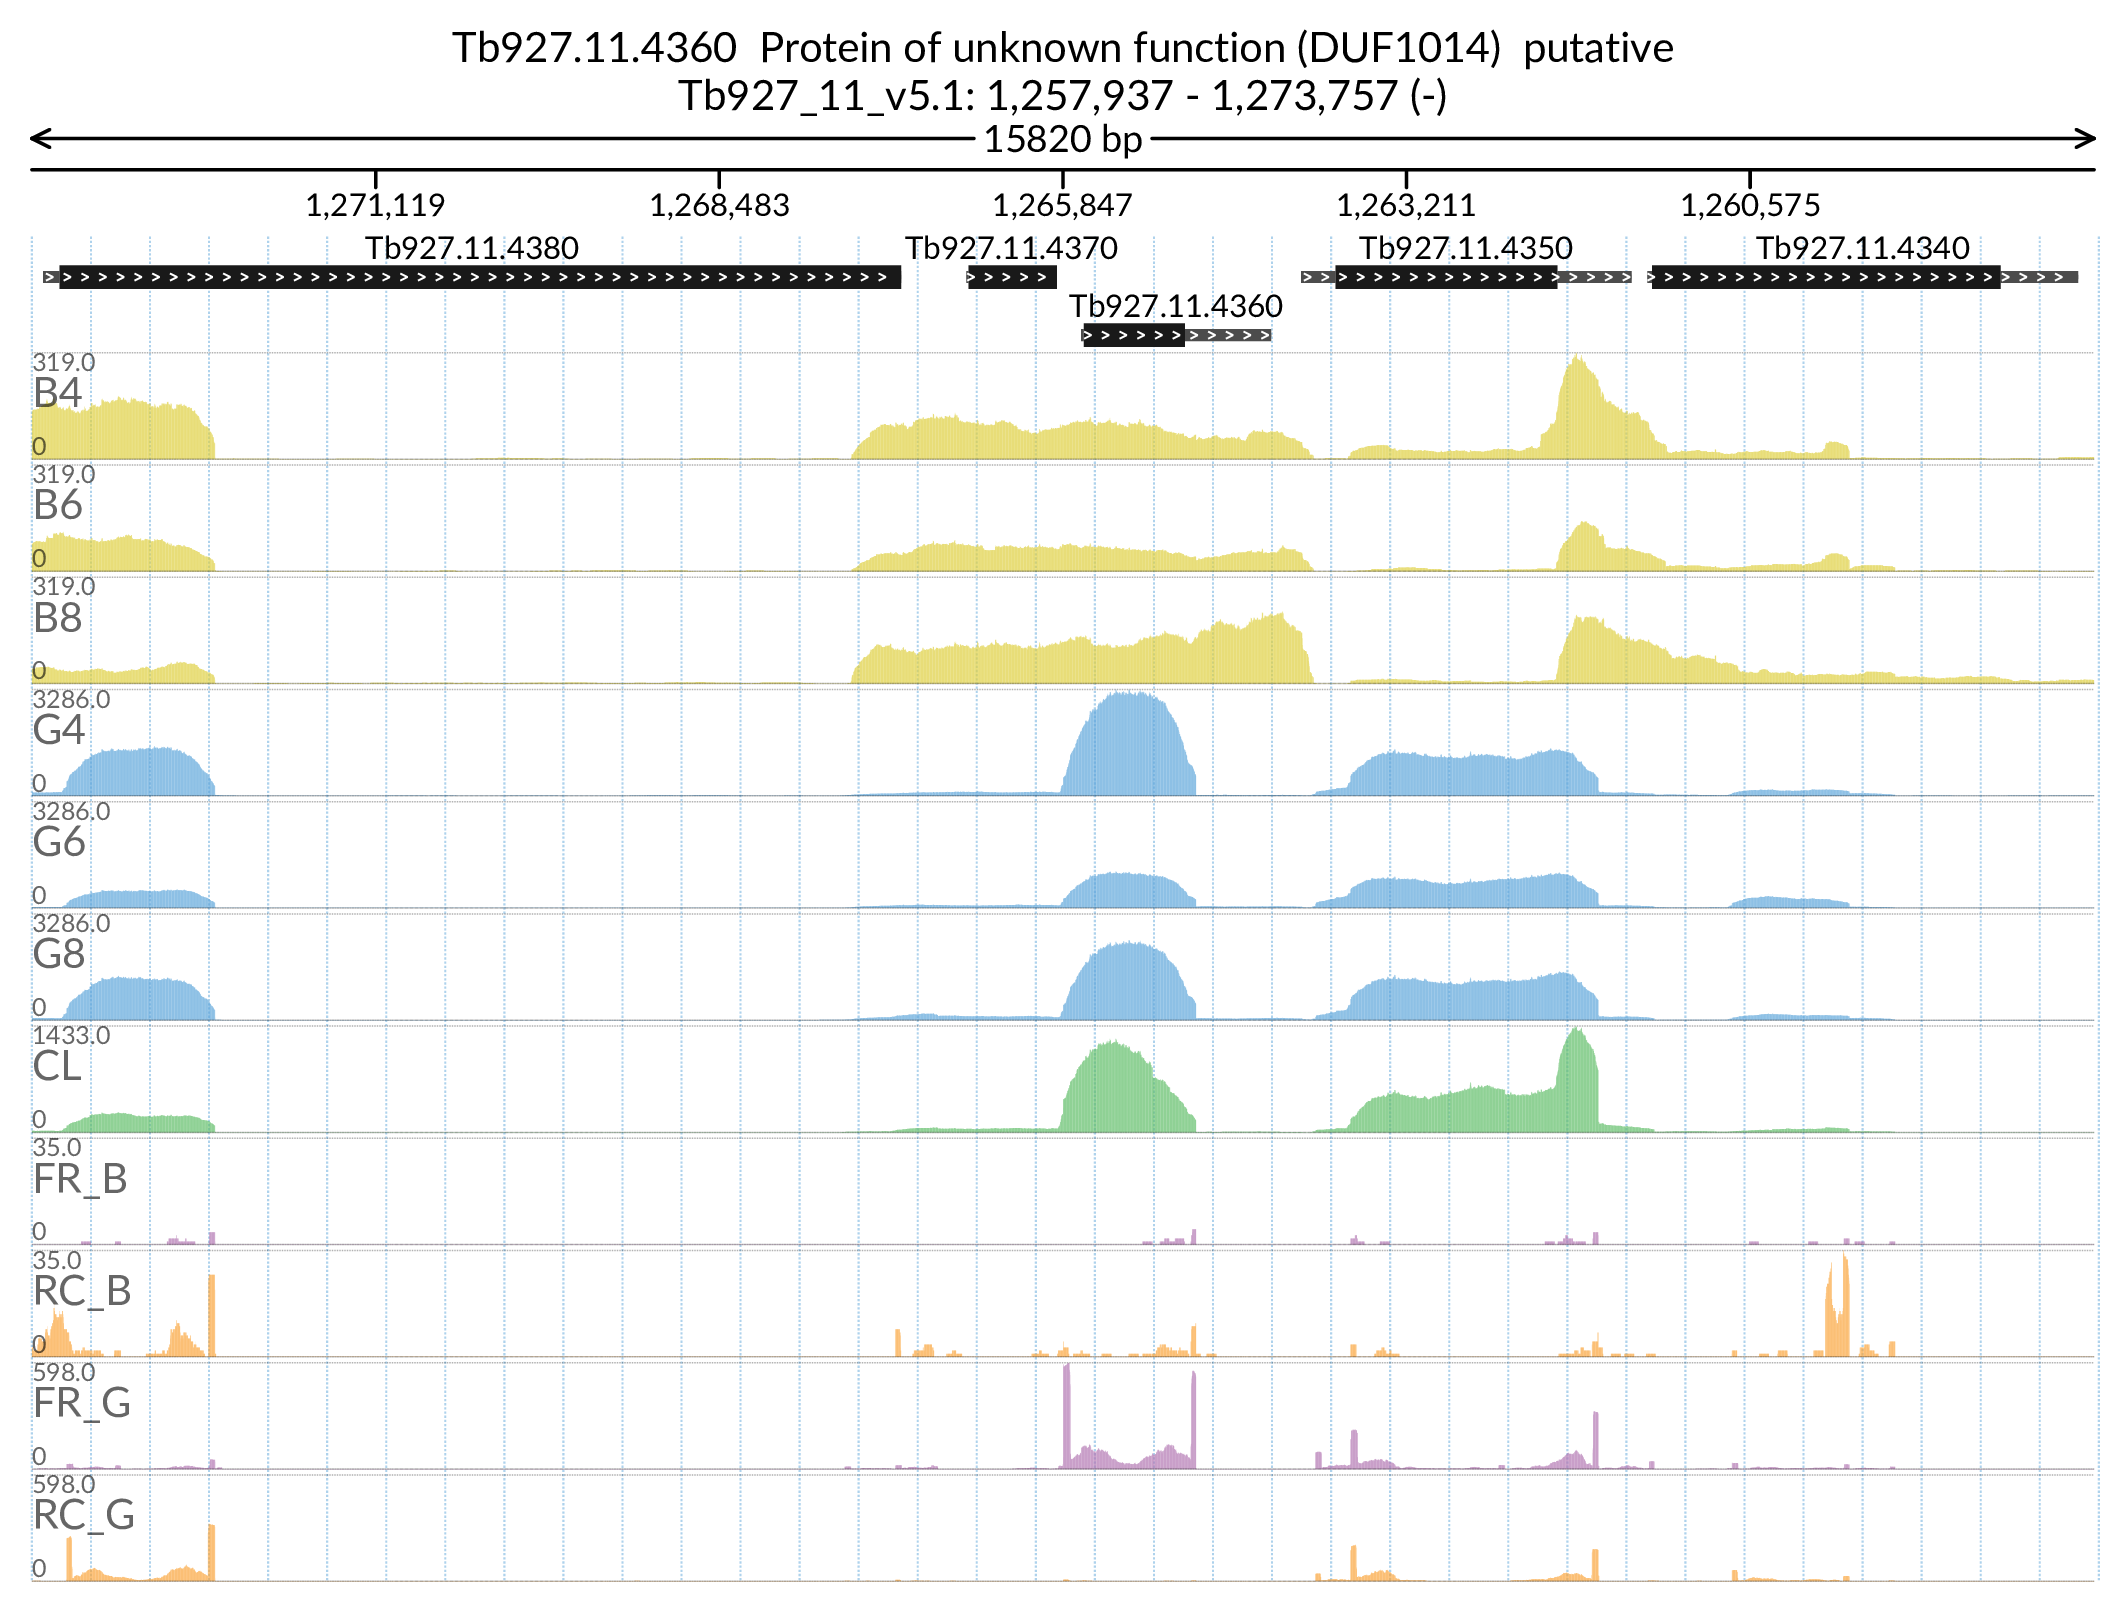 Tb927.11.4360  Protein of unknown function (DUF1014)  putative
Tb927_11_v5.1: 1,257,937 - 1,273,757 (-)
15820 bp
1,271,119 1,268,483 1,265,847 1,263,211 1,260,575
Tb927.11.4380 Tb927.11.4370 Tb927.11.4350 Tb927.11.4340
Tb927.11.4360
319.0
B4
0
319.0
B6
0
319.0
B8
0
3286.0
G4
0
3286.0
G6
0
3286.0
G8
0
1433.0
CL
0
35.0
FR_B
0
35.0
RC_B
0
598.0
FR_G
0
598.0
RC_G
0